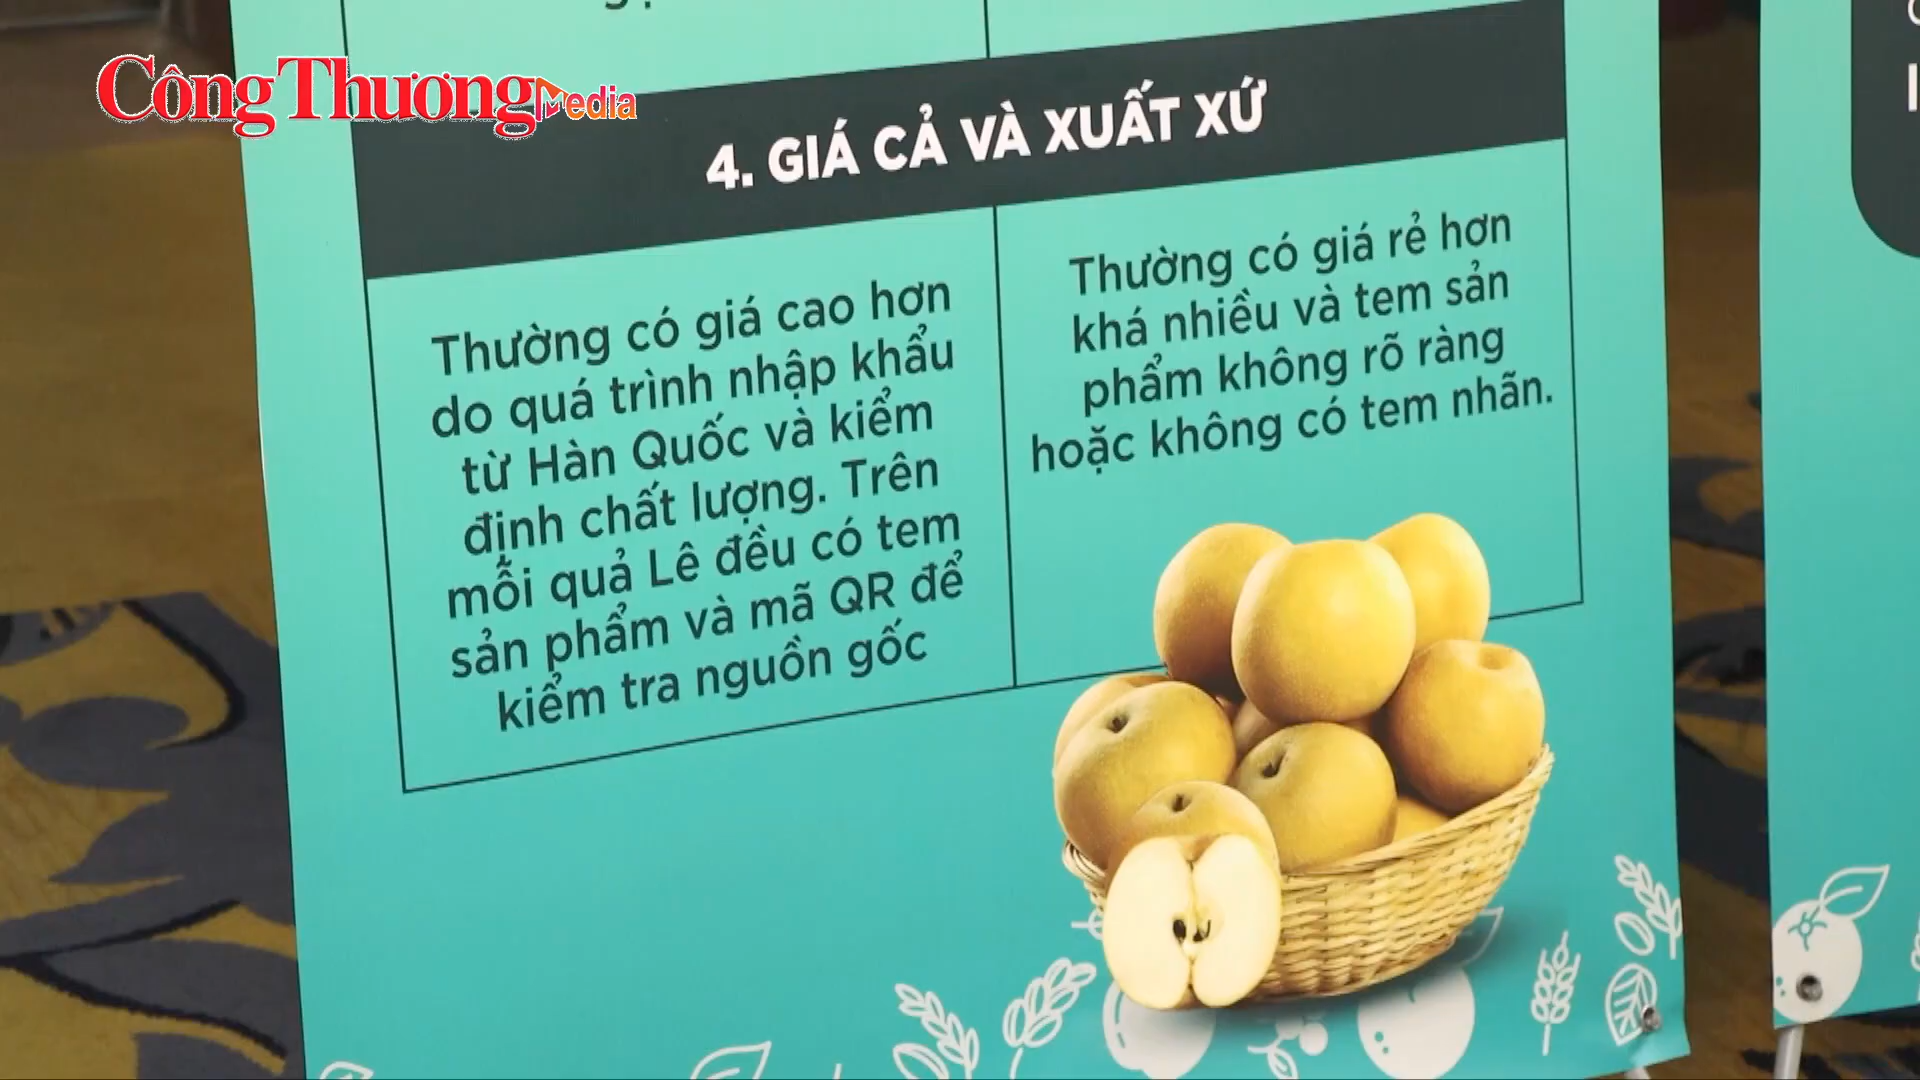 Công Thương Media
4. GIÁ CẢ VÀ XUẤT XỨ
Thường có giá cao hơn
do quá trình nhập khẩu
từ Hàn Quốc và kiểm
định chất lượng. Trên
mỗi quả Lê đều có tem
sản phẩm và mã QR để
kiểm tra nguồn gốc
Thường có giá rẻ hơn
khá nhiều và tem sản
phẩm không rõ ràng
hoặc không có tem nhãn.